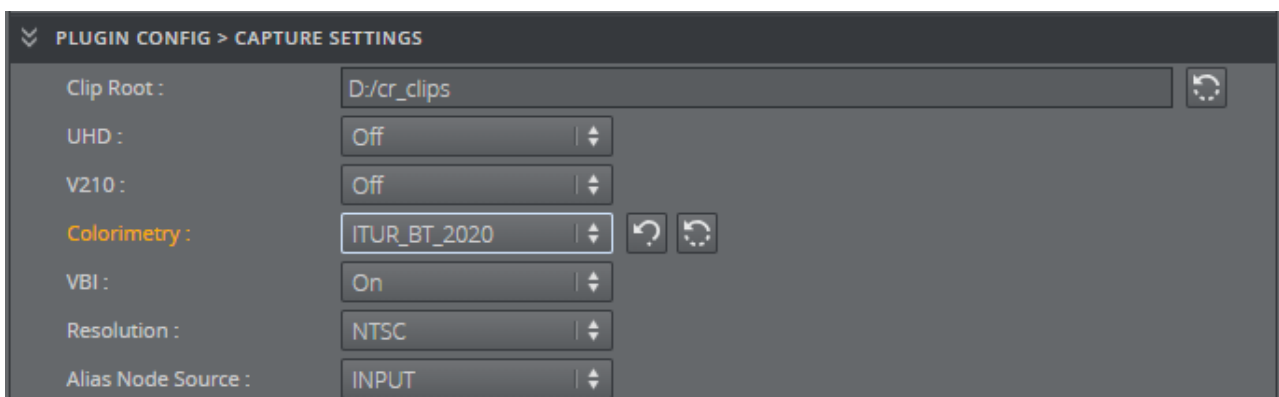 PLUGIN CONFIG > CAPTURE SETTINGS
Clip Root : D:/cr_clips
UHD : Off
V210 : Off
Colorimetry : ITUR_BT_2020
VBI : On
Resolution : NTSC
Alias Node Source : INPUT